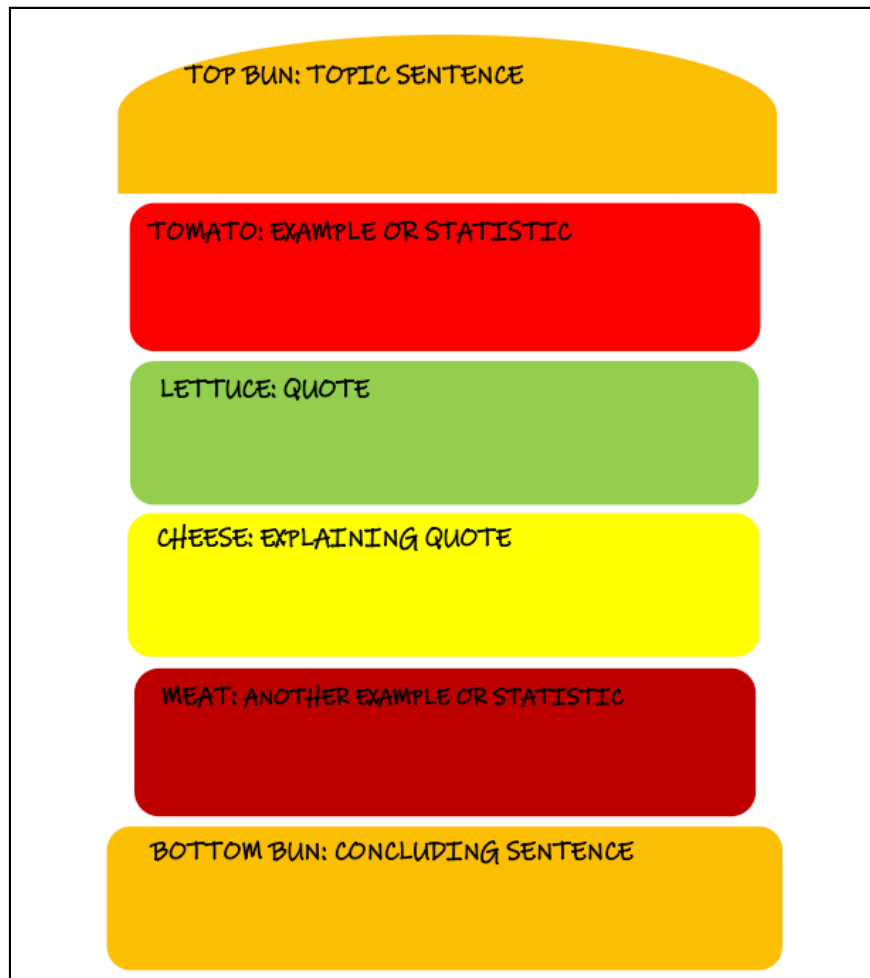 TOP BUN: TOPIC SENTENCE
TOMATO: EXAMPLE OR STATISTIC
LETTUCE: QUOTE
CHEESE: EXPLAINING QUOTE
MEAT: ANOTHER EXAMPLE OR STATISTIC
BOTTOM BUN: CONCLUDING SENTENCE